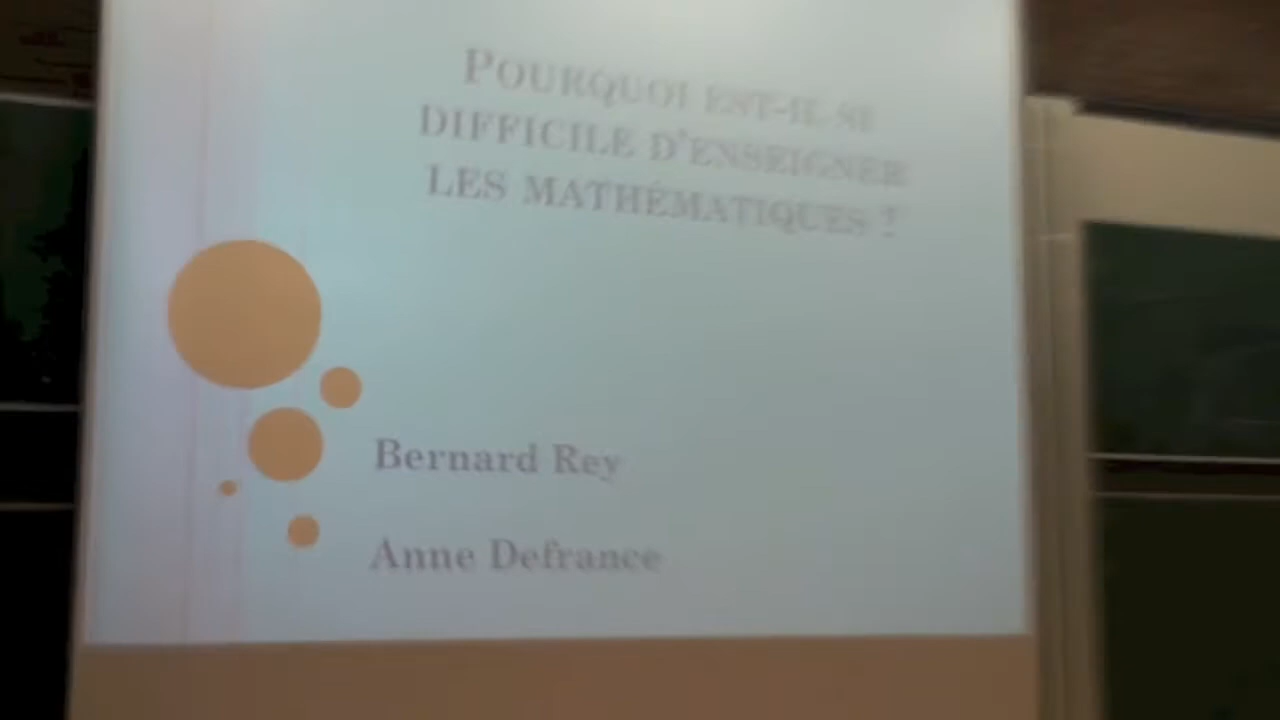 POURQUOI EST-IL SI
DIFFICILE D'ENSEIGNER
LES MATHÉMATIQUES ?
Bernard Rey
Anne Defrance